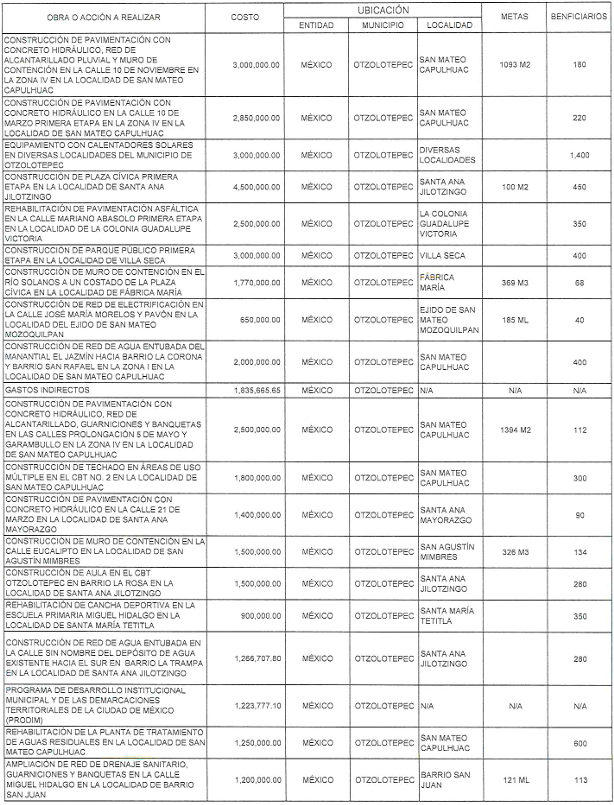 OBRA O ACCIÓN A REALIZAR COSTO UBICACIÓN METAS BENFICIARIOS
ENTIDAD MUNICIPIO LOCALIDAD
CONSTRUCCIÓN DE PAVIMENTACIÓN CON
CONCRETO HIDRÁULICO, RED DE
ALCANTARILLADO PLUVIAL Y MURO DE
CONTENCIÓN EN LA CALLE 10 DE NOVIEMBRE EN
LA ZONA IV EN LA LOCALIDAD DE SAN MATEO
CAPULHUAC
3,000,000.00 MÉXICO OTZOLOTEPEC SAN MATEO
CAPULHUAC
1093 M2 180
CONSTRUCCIÓN DE PAVIMENTACIÓN CON
CONCRETO HIDRÁULICO EN LA CALLE 10 DE
MARZO PRIMERA ETAPA EN LA ZONA IV EN LA
LOCALIDAD DE SAN MATEO CAPULHUAC
2,850,000.00 MÉXICO OTZOLOTEPEC SAN MATEO
CAPULHUAC
220
EQUIPAMIENTO CON CALENTADORES SOLARES
EN DIVERSAS LOCALIDADES DEL MUNICIPIO DE
OTZOLOTEPEC
3,000,000.00 MÉXICO OTZOLOTEPEC DIVERSAS
LOCALIDADES
1,400
CONSTRUCCIÓN DE PLAZA CÍVICA PRIMERA
ETAPA EN LA LOCALIDAD DE SANTA ANA
JILOTZINGO
4,500,000.00 MÉXICO OTZOLOTEPEC SANTA ANA
JILOTZINGO
100 M2 450
REHABILITACIÓN DE PAVIMENTACIÓN ASFÁLTICA
EN LA CALLE MARIANO ABASOLO PRIMERA ETAPA
EN LA LOCALIDAD DE LA COLONIA GUADALUPE
VICTORIA
2,500,000.00 MÉXICO OTZOLOTEPEC LA COLONIA
GUADALUPE
VICTORIA
350
CONSTRUCCIÓN DE PARQUE PÚBLICO PRIMERA
ETAPA EN LA LOCALIDAD DE VILLA SECA
3,000,000.00 MÉXICO OTZOLOTEPEC VILLA SECA 400
CONSTRUCCIÓN DE MURO DE CONTENCIÓN EN EL
RÍO SOLANOS A UN COSTADO DE LA PLAZA
CÍVICA EN LA LOCALIDAD DE FÁBRICA MARÍA
1,770,000.00 MÉXICO OTZOLOTEPEC FÁBRICA
MARÍA
369 M3 68
CONSTRUCCIÓN DE RED DE ELECTRIFICACIÓN EN
LA CALLE JOSÉ MARÍA MORELOS Y PAVÓN EN LA
LOCALIDAD DEL EJIDO DE SAN MATEO
MOZOQUILPAN
650,000.00 MÉXICO OTZOLOTEPEC EJIDO DE SAN
MATEO
MOZOQUILPAN
185 ML 40
CONSTRUCCIÓN DE RED DE AGUA ENTUBADA DEL
MANANTIAL EL JAZMÍN HACIA BARRIO LA CORONA
Y BARRIO SAN RAFAEL EN LA ZONA I EN LA
LOCALIDAD DE SAN MATEO CAPULHUAC
2,000,000.00 MÉXICO OTZOLOTEPEC SAN MATEO
CAPULHUAC
400
GASTOS INDIRECTOS 1,835,665.65 MÉXICO OTZOLOTEPEC N/A N/A N/A
CONSTRUCCIÓN DE PAVIMENTACIÓN CON
CONCRETO HIDRÁULICO, RED DE
ALCANTARILLADO, GUARNICIONES Y BANQUETAS
EN LAS CALLES PROLONGACIÓN 5 DE MAYO Y
GARAMBULLO EN LA ZONA IV EN LA LOCALIDAD
DE SAN MATEO CAPULHUAC
2,500,000.00 MÉXICO OTZOLOTEPEC SAN MATEO
CAPULHUAC
1394 M2 112
CONSTRUCCIÓN DE TECHADO EN ÁREAS DE USO
MÚLTIPLE EN EL CBT NO. 2 EN LA LOCALIDAD DE
SAN MATEO CAPULHUAC
1,800,000.00 MÉXICO OTZOLOTEPEC SAN MATEO
CAPULHUAC
300
CONSTRUCCIÓN DE PAVIMENTACIÓN CON
CONCRETO HIDRÁULICO EN LA CALLE 21 DE
MARZO EN LA LOCALIDAD DE SANTA ANA
MAYORAZGO
1,400,000.00 MÉXICO OTZOLOTEPEC SANTA ANA
MAYORAZGO
90
CONSTRUCCIÓN DE MURO DE CONTENCIÓN EN LA
CALLE EUCALIPTO EN LA LOCALIDAD DE SAN
AGUSTÍN MIMBRES
1,500,000.00 MÉXICO OTZOLOTEPEC SAN AGUSTÍN
MIMBRES
326 M3 134
CONSTRUCCIÓN DE AULA EN EL CBT
OTZOLOTEPEC EN BARRIO LA ROSA EN LA
LOCALIDAD DE SANTA ANA JILOTZINGO
1,500,000.00 MÉXICO OTZOLOTEPEC SANTA ANA
JILOTZINGO
280
REHABILITACIÓN DE CANCHA DEPORTIVA EN LA
ESCUELA PRIMARIA MIGUEL HIDALGO EN LA
LOCALIDAD DE SANTA MARÍA TETITLA
900,000.00 MÉXICO OTZOLOTEPEC SANTA MARÍA
TETITLA
350
CONSTRUCCIÓN DE RED DE AGUA ENTUBADA EN
LA CALLE SIN NOMBRE DEL DEPÓSITO DE AGUA
EXISTENTE HACIA EL SUR EN BARRIO LA TRAMPA
EN LA LOCALIDAD DE SANTA ANA JILOTZINGO
1,266,707.80 MÉXICO OTZOLOTEPEC SANTA ANA
JILOTZINGO
280
PROGRAMA DE DESARROLLO INSTITUCIONAL
MUNICIPAL Y DE LAS DEMARCACIONES
TERRITORIALES DE LA CIUDAD DE MÉXICO
(PRODIM)
1,223,777.10 MÉXICO OTZOLOTEPEC N/A N/A N/A
REHABILITACIÓN DE LA PLANTA DE TRATAMIENTO
DE AGUAS RESIDUALES EN LA LOCALIDAD DE SAN
MATEO CAPULHUAC
1,250,000.00 MÉXICO OTZOLOTEPEC SAN MATEO
CAPULHUAC
600
AMPLIACIÓN DE RED DE DRENAJE SANITARIO,
GUARNICIONES Y BANQUETAS EN LA CALLE
MIGUEL HIDALGO EN LA LOCALIDAD DE BARRIO
SAN JUAN
1,200,000.00 MÉXICO OTZOLOTEPEC BARRIO SAN
JUAN
121 ML 113